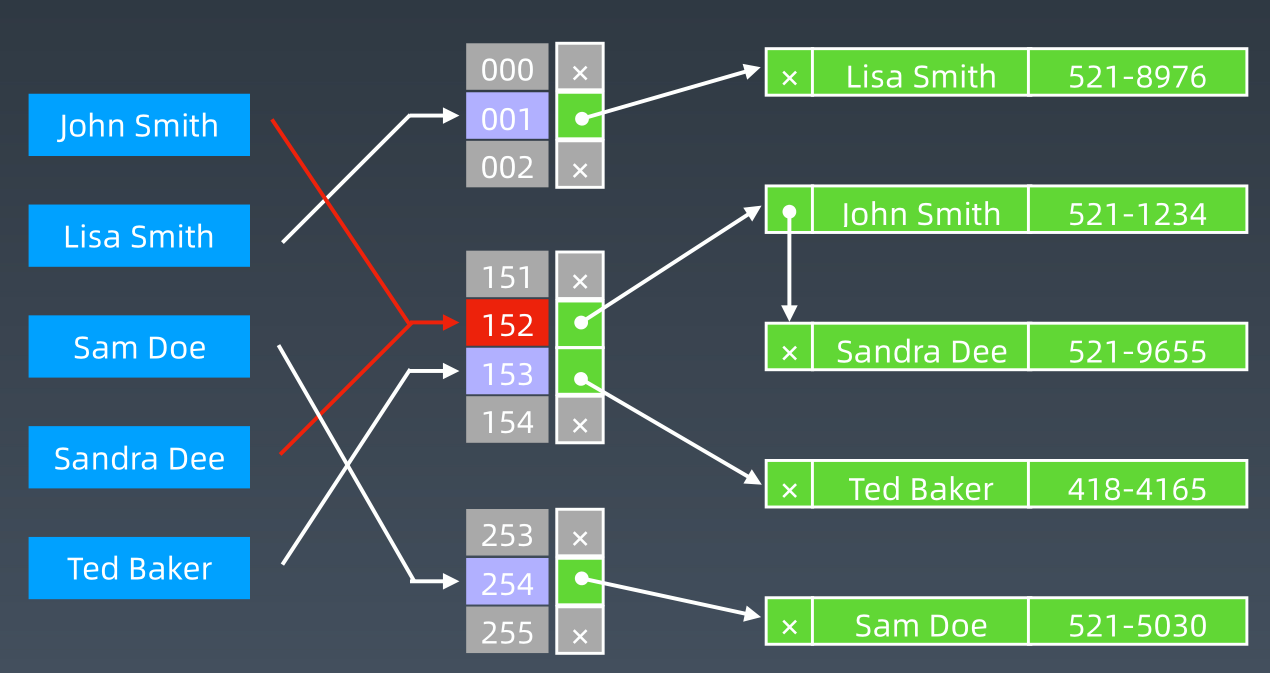 John Smith
Lisa Smith
Sam Doe
Sandra Dee
Ted Baker
000 ×
001
002 ×
151 ×
152
153
154 ×
253 ×
254
255 ×
× Lisa Smith 521-8976
John Smith 521-1234
× Sandra Dee 521-9655
× Ted Baker 418-4165
× Sam Doe 521-5030